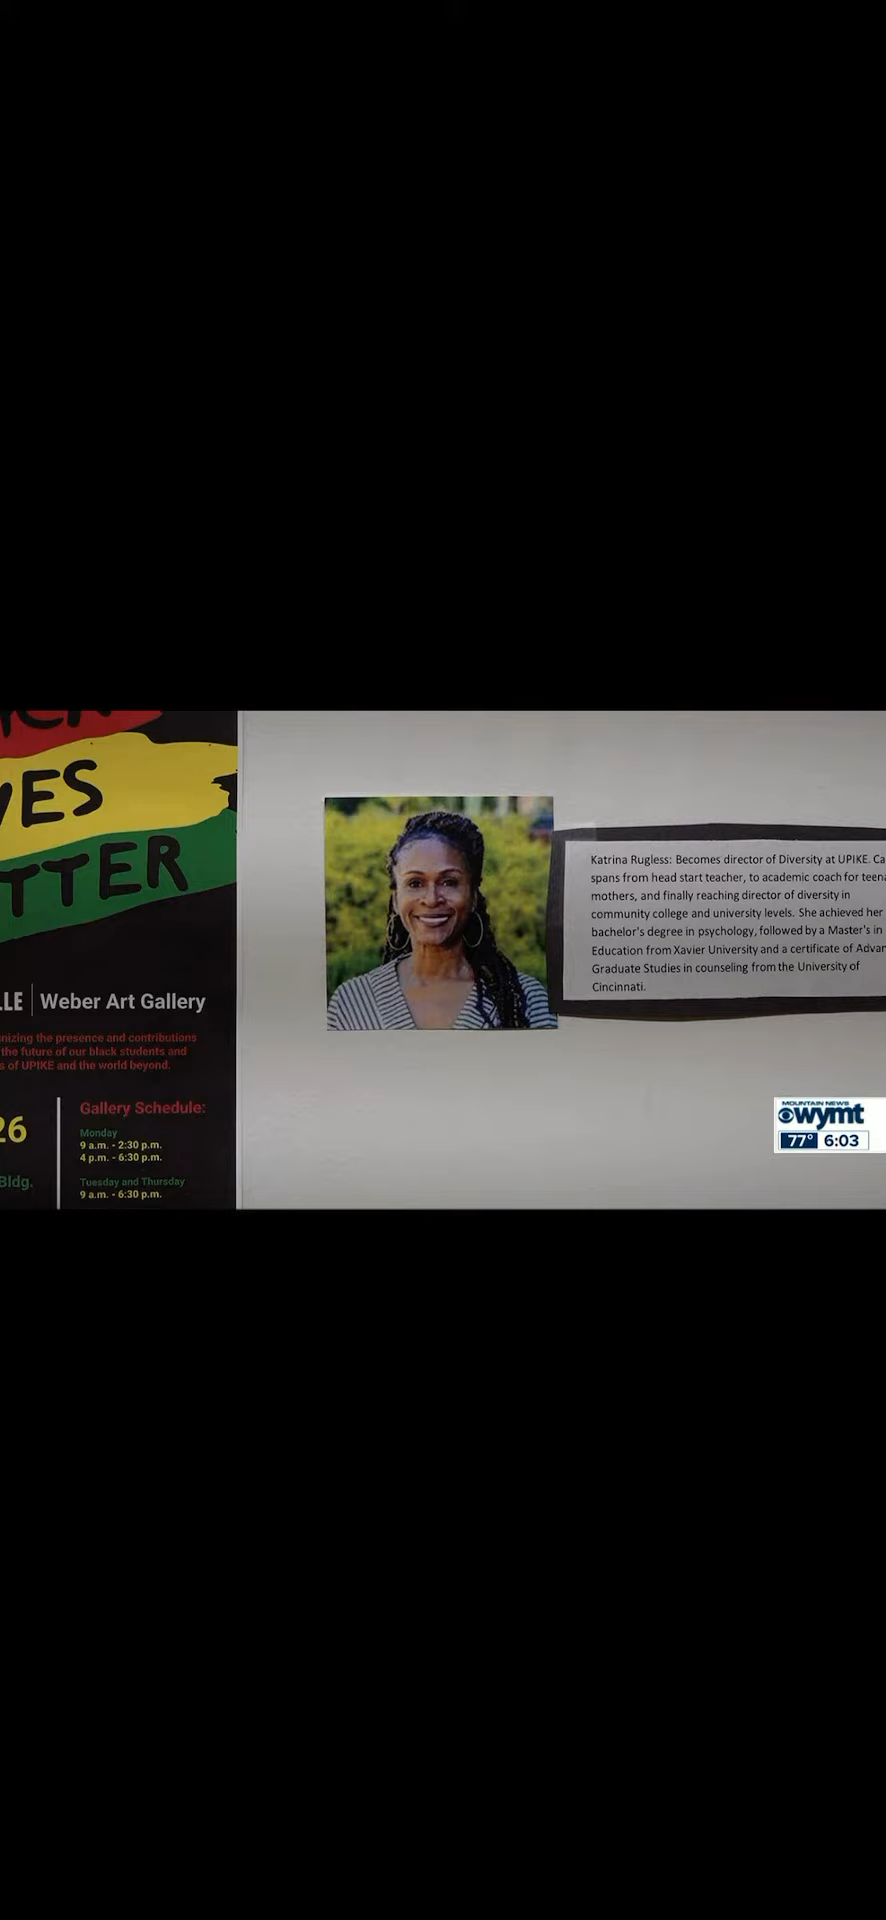 VES
TTER
LLE | Weber Art Gallery
nizing the presence and contributions
the future of our black students and
s of UPIKE and the world beyond.
26
Bldg.
Gallery Schedule:
Monday
9 a.m. - 2:30 p.m.
4 p.m. - 6:30 p.m.
Tuesday and Thursday
9 a.m. - 6:30 p.m.
Katrina Rugless: Becomes director of Diversity at UPIKE. Ca
spans from head start teacher, to academic coach for teena
mothers, and finally reaching director of diversity in
community college and university levels. She achieved her
bachelor's degree in psychology, followed by a Master's in
Education from Xavier University and a certificate of Advan
Graduate Studies in counseling from the University of
Cincinnati.
MOUNTAIN NEWS
wymt
77° 6:03